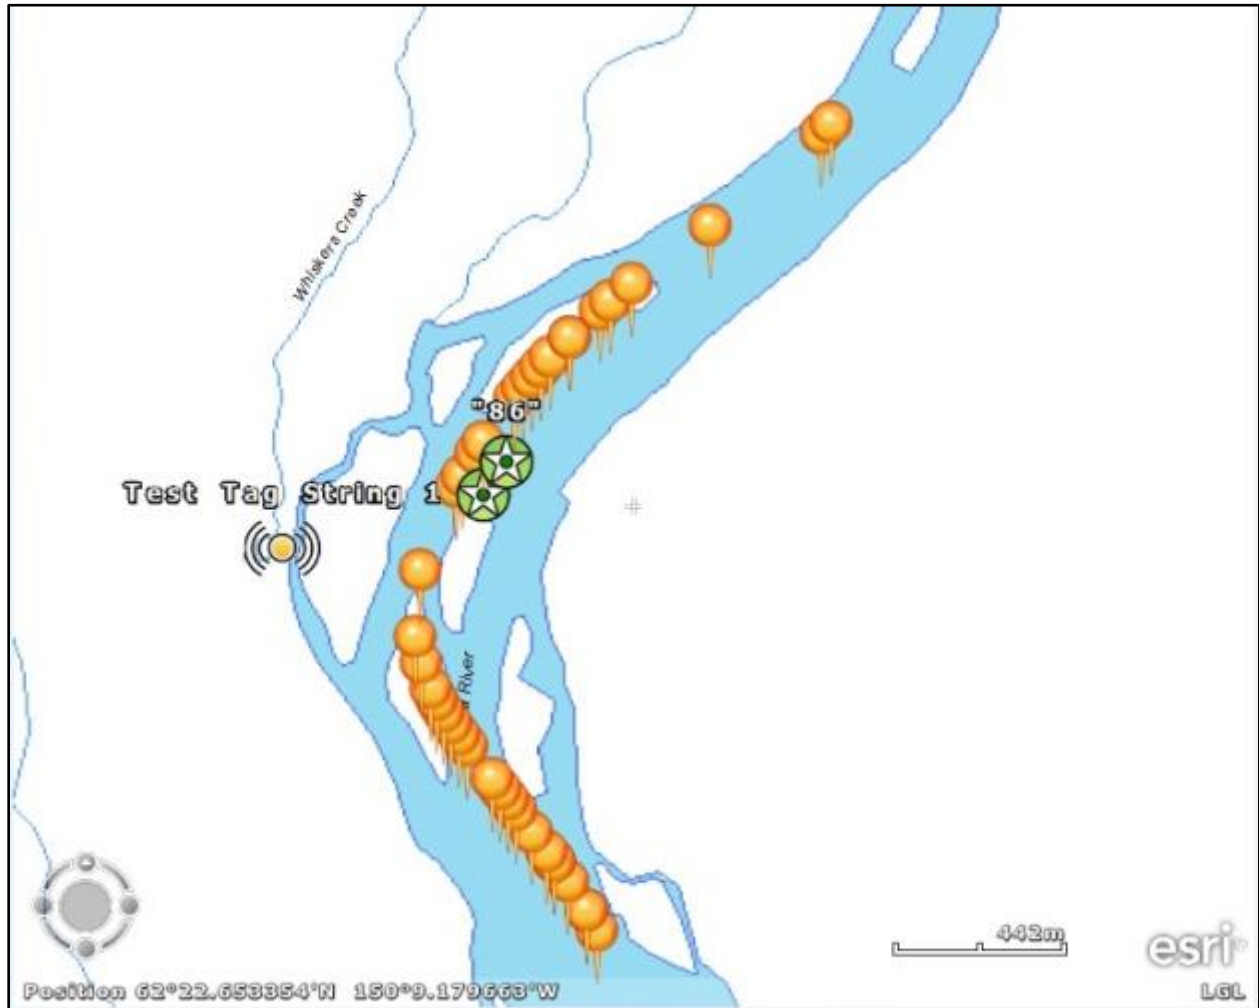 Whiskers Creek
"86"
Test Tag String 1
River
442m
esri
Position 62°22.653354'N 150°9.179663'W
LGL